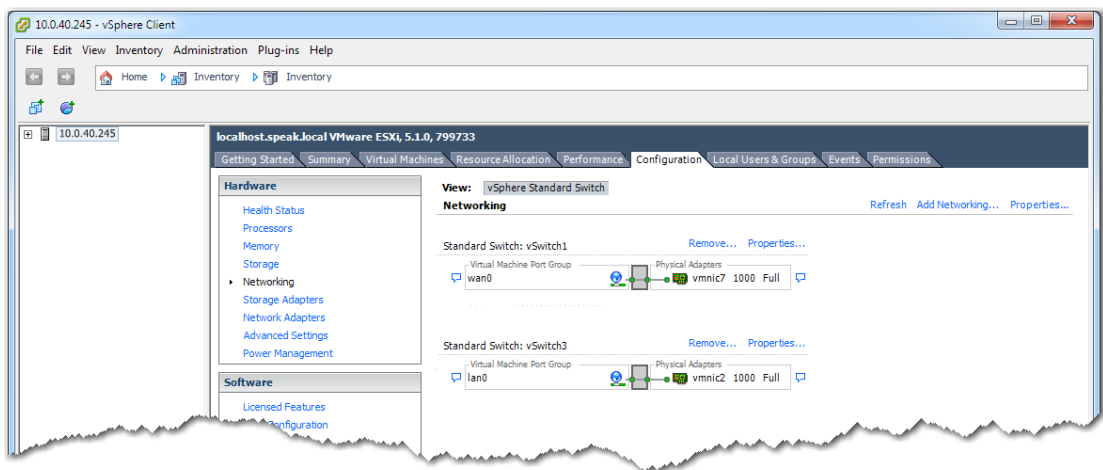 10.0.40.245 - vSphere Client
File Edit View Inventory Administration Plug-ins Help
Home Inventory Inventory
10.0.40.245
localhost.speak.local VMware ESXi, 5.1.0, 799733
Getting Started Summary Virtual Machines Resource Allocation Performance Configuration Local Users & Groups Events Permissions
Hardware
Health Status
Processors
Memory
Storage
Networking
Storage Adapters
Network Adapters
Advanced Settings
Power Management
Software
Licensed Features
View: vSphere Standard Switch
Networking
Refresh Add Networking... Properties...
Standard Switch: vSwitch1 Remove... Properties...
Virtual Machine Port Group Physical Adapters
wan0 vmnic7 1000 Full
Standard Switch: vSwitch3 Remove... Properties...
Virtual Machine Port Group Physical Adapters
lan0 vmnic2 1000 Full